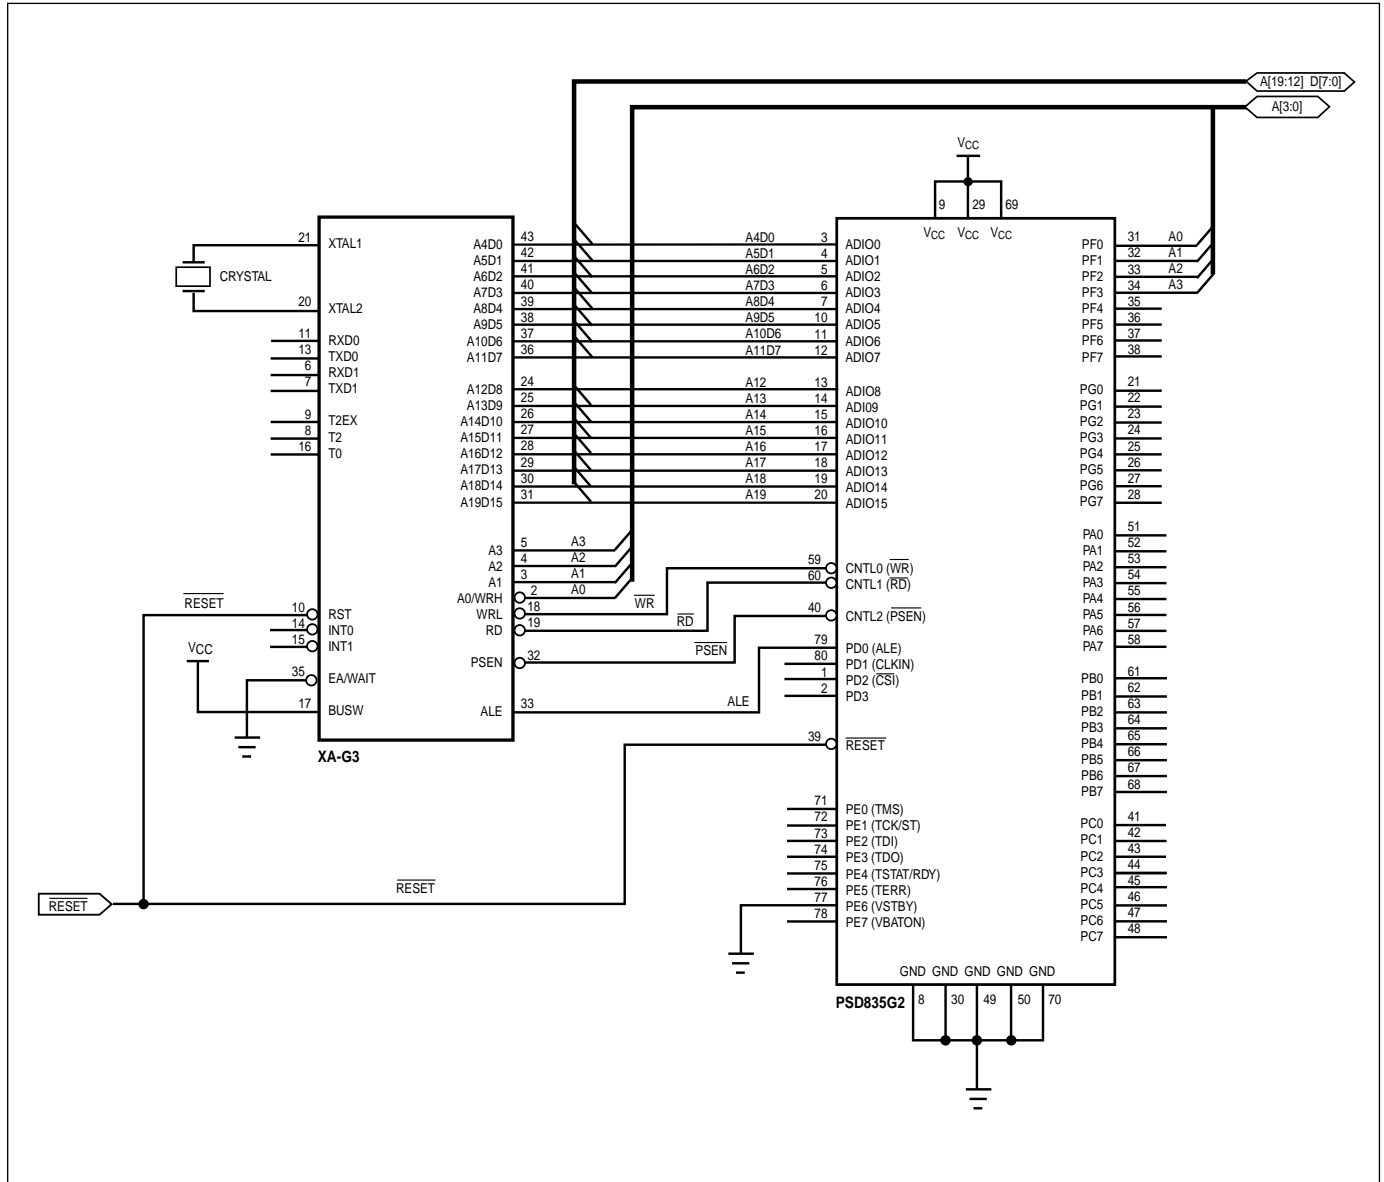 A[19:12] D[7:0]
A[3:0]
VCC
9 29 69
VCC VCC VCC
21 XTAL1
CRYSTAL
20 XTAL2
11 RXD0
13 TXD0
6 RXD1
7 TXD1
9 T2EX
8 T2
16 T0
RESET
10 RST
14 INT0
15 INT1
VCC
35 EA/WAIT
17 BUSW
A4D0 43
A5D1 42
A6D2 41
A7D3 40
A8D4 39
A9D5 38
A10D6 37
A11D7 36
A12D8 24
A13D9 25
A14D10 26
A15D11 27
A16D12 28
A17D13 29
A18D14 30
A19D15 31
A3 5 A3
A2 4 A2
A1 3 A1
A0/WRH 2 A0
WRL 18 WR
RD 19 RD
PSEN 32 PSEN
ALE 33 ALE
XA-G3
A4D0 3 ADIO0
A5D1 4 ADIO1
A6D2 5 ADIO2
A7D3 6 ADIO3
A8D4 7 ADIO4
A9D5 10 ADIO5
A10D6 11 ADIO6
A11D7 12 ADIO7
A12 13 ADIO8
A13 14 ADI09
A14 15 ADIO10
A15 16 ADIO11
A16 17 ADIO12
A17 18 ADIO13
A18 19 ADIO14
A19 20 ADIO15
59 CNTL0 (WR)
60 CNTL1 (RD)
40 CNTL2 (PSEN)
79 PD0 (ALE)
80 PD1 (CLKIN)
1 PD2 (CSI)
2 PD3
39 RESET
71 PE0 (TMS)
72 PE1 (TCK/ST)
73 PE2 (TDI)
74 PE3 (TDO)
75 PE4 (TSTAT/RDY)
76 PE5 (TERR)
77 PE6 (VSTBY)
78 PE7 (VBATON)
PF0 31 A0
PF1 32 A1
PF2 33 A2
PF3 34 A3
PF4 35
PF5 36
PF6 37
PF7 38
PG0 21
PG1 22
PG2 23
PG3 24
PG4 25
PG5 26
PG6 27
PG7 28
PA0 51
PA1 52
PA2 53
PA3 54
PA4 55
PA5 56
PA6 57
PA7 58
PB0 61
PB1 62
PB2 63
PB3 64
PB4 65
PB5 66
PB6 67
PB7 68
PC0 41
PC1 42
PC2 43
PC3 44
PC4 45
PC5 46
PC6 47
PC7 48
RESET
RESET
GND GND GND GND GND
PSD835G2
8 30 49 50 70